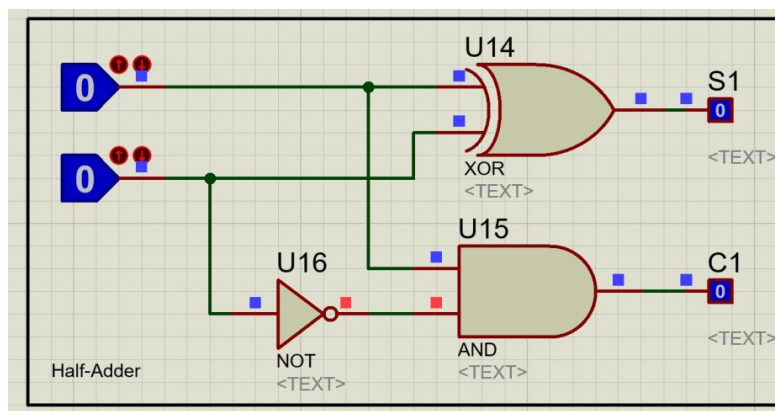 U14
0
S1
0
<TEXT>
0
XOR
<TEXT>
U15
U16
C1
0
<TEXT>
NOT
<TEXT>
AND
<TEXT>
Half-Adder